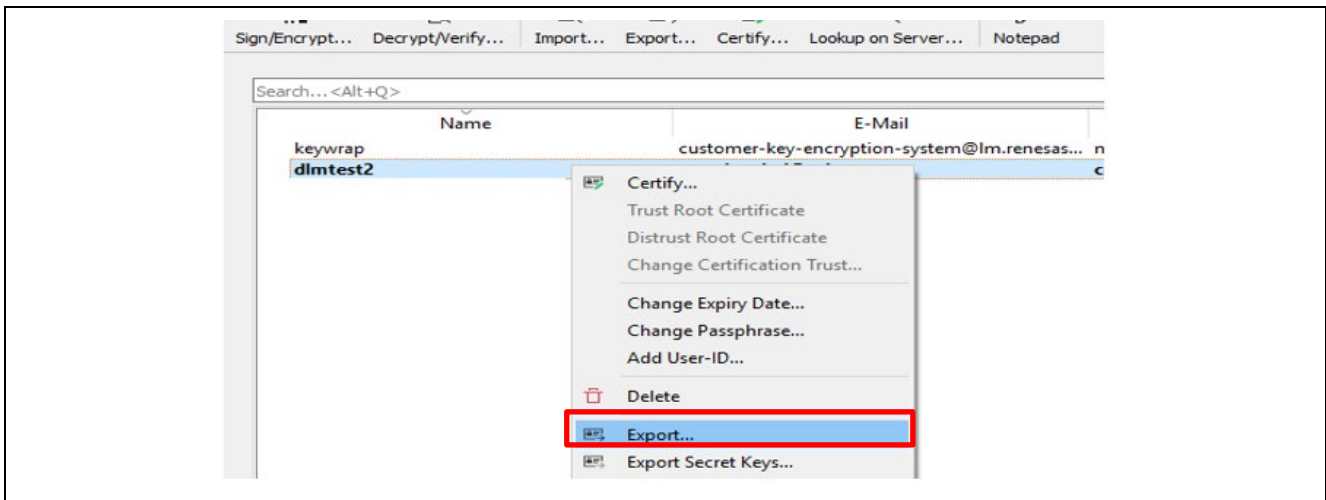 Sign/Encrypt... Decrypt/Verify... Import... Export... Certify... Lookup on Server... Notepad
Search...<Alt+Q>
Name E-Mail
keywrap customer-key-encryption-system@lm.renesas... n
dlmtest2 c
Certify...
Trust Root Certificate
Distrust Root Certificate
Change Certification Trust...
Change Expiry Date...
Change Passphrase...
Add User-ID...
Delete
Export...
Export Secret Keys...